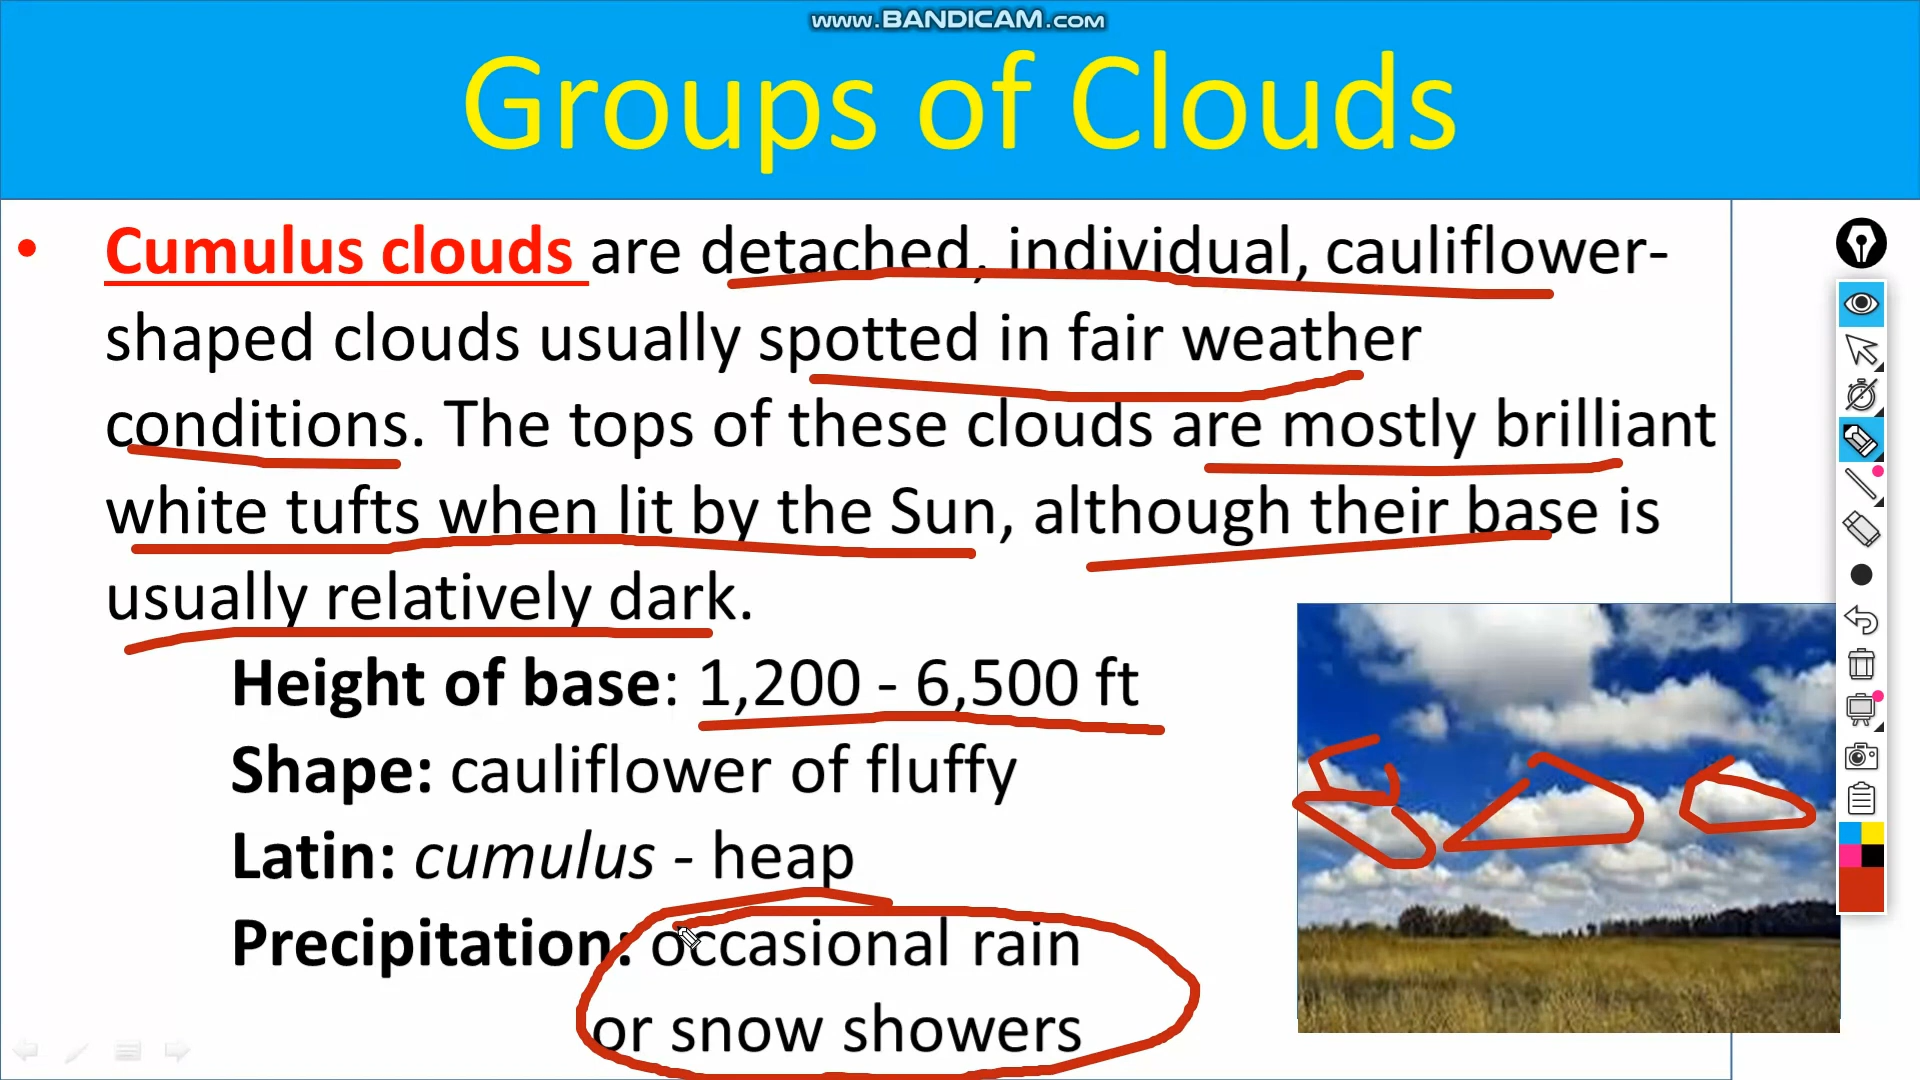 www.BANDICAM.com
Groups of Clouds
• Cumulus clouds are detached, individual, cauliflower-
shaped clouds usually spotted in fair weather
conditions. The tops of these clouds are mostly brilliant
white tufts when lit by the Sun, although their base is
usually relatively dark.
Height of base: 1,200 - 6,500 ft
Shape: cauliflower of fluffy
Latin: cumulus - heap
Precipitation: occasional rain
or snow showers